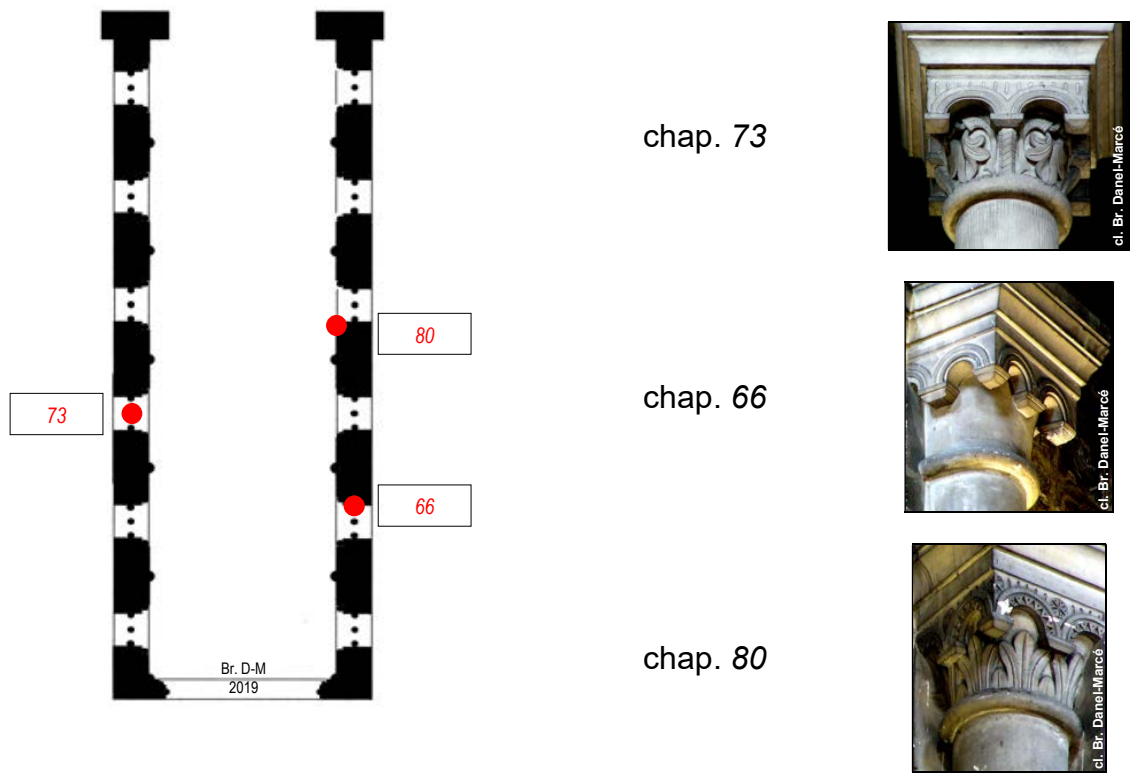 chap. 73
cl. Br. Danel-Marcé
80
chap. 66
cl. Br. Danel-Marcé
73
66
chap. 80
cl. Br. Danel-Marcé
Br. D-M
2019